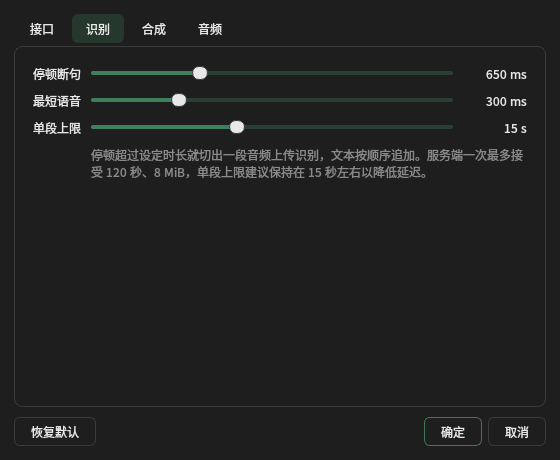 接口 识别 合成 音频
停顿断句 650 ms
最短语音 300 ms
单段上限 15 s
停顿超过设定时长就切出一段音频上传识别，文本按顺序追加。服务端一次最多接
受 120 秒、8 MiB，单段上限建议保持在 15 秒左右以降低延迟。
恢复默认 确定 取消